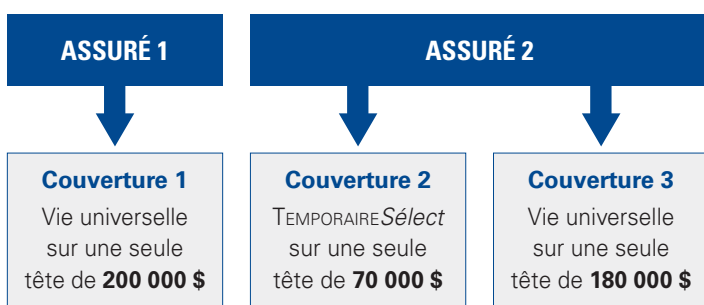 ASSURÉ 1
ASSURÉ 2
Couverture 1
Vie universelle
sur une seule
tête de 200 000 $
Couverture 2
TEMPORAIRESélect
sur une seule
tête de 70 000 $
Couverture 3
Vie universelle
sur une seule
tête de 180 000 $